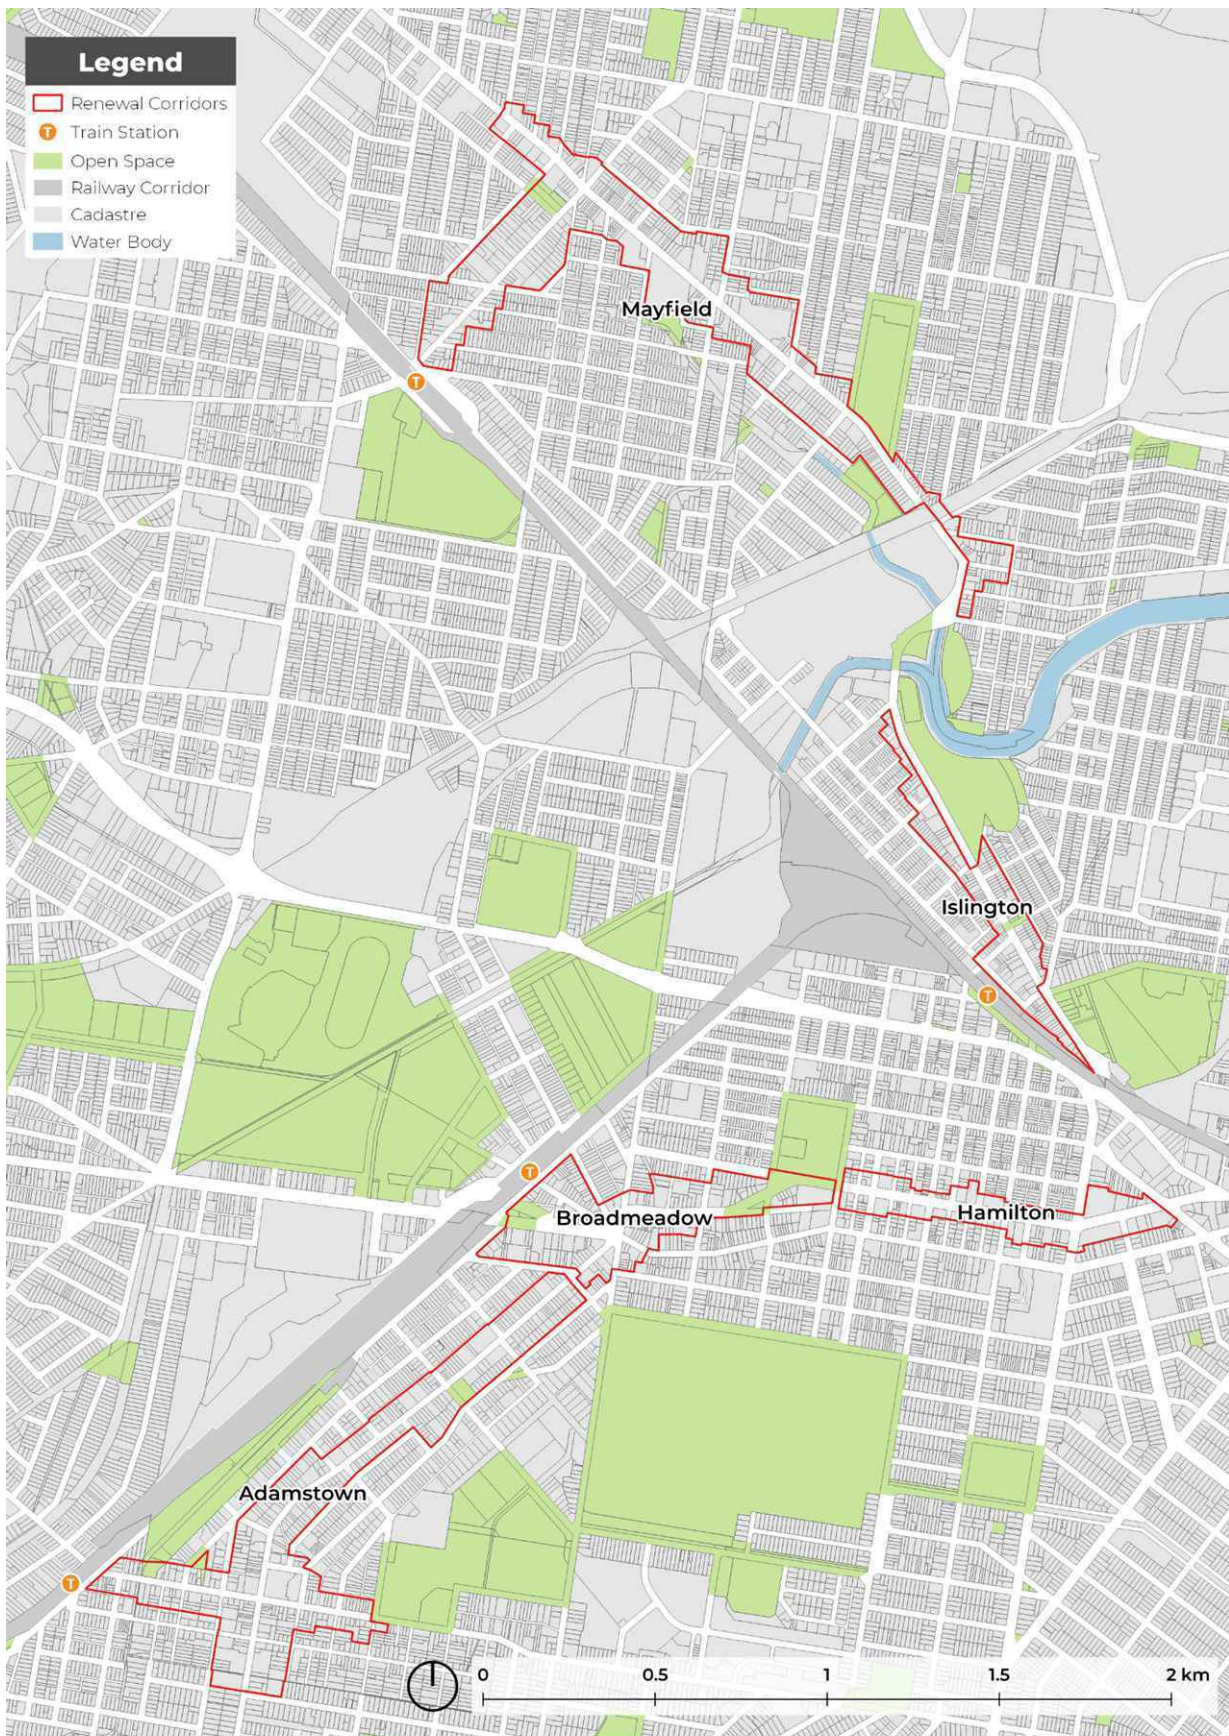 Legend
Renewal Corridors
T Train Station
Open Space
Railway Corridor
Cadastre
Water Body
Mayfield
T
Islington
T
T
Broadmeadow
Hamilton
Adamstown
T
0 0.5 1 1.5 2 km